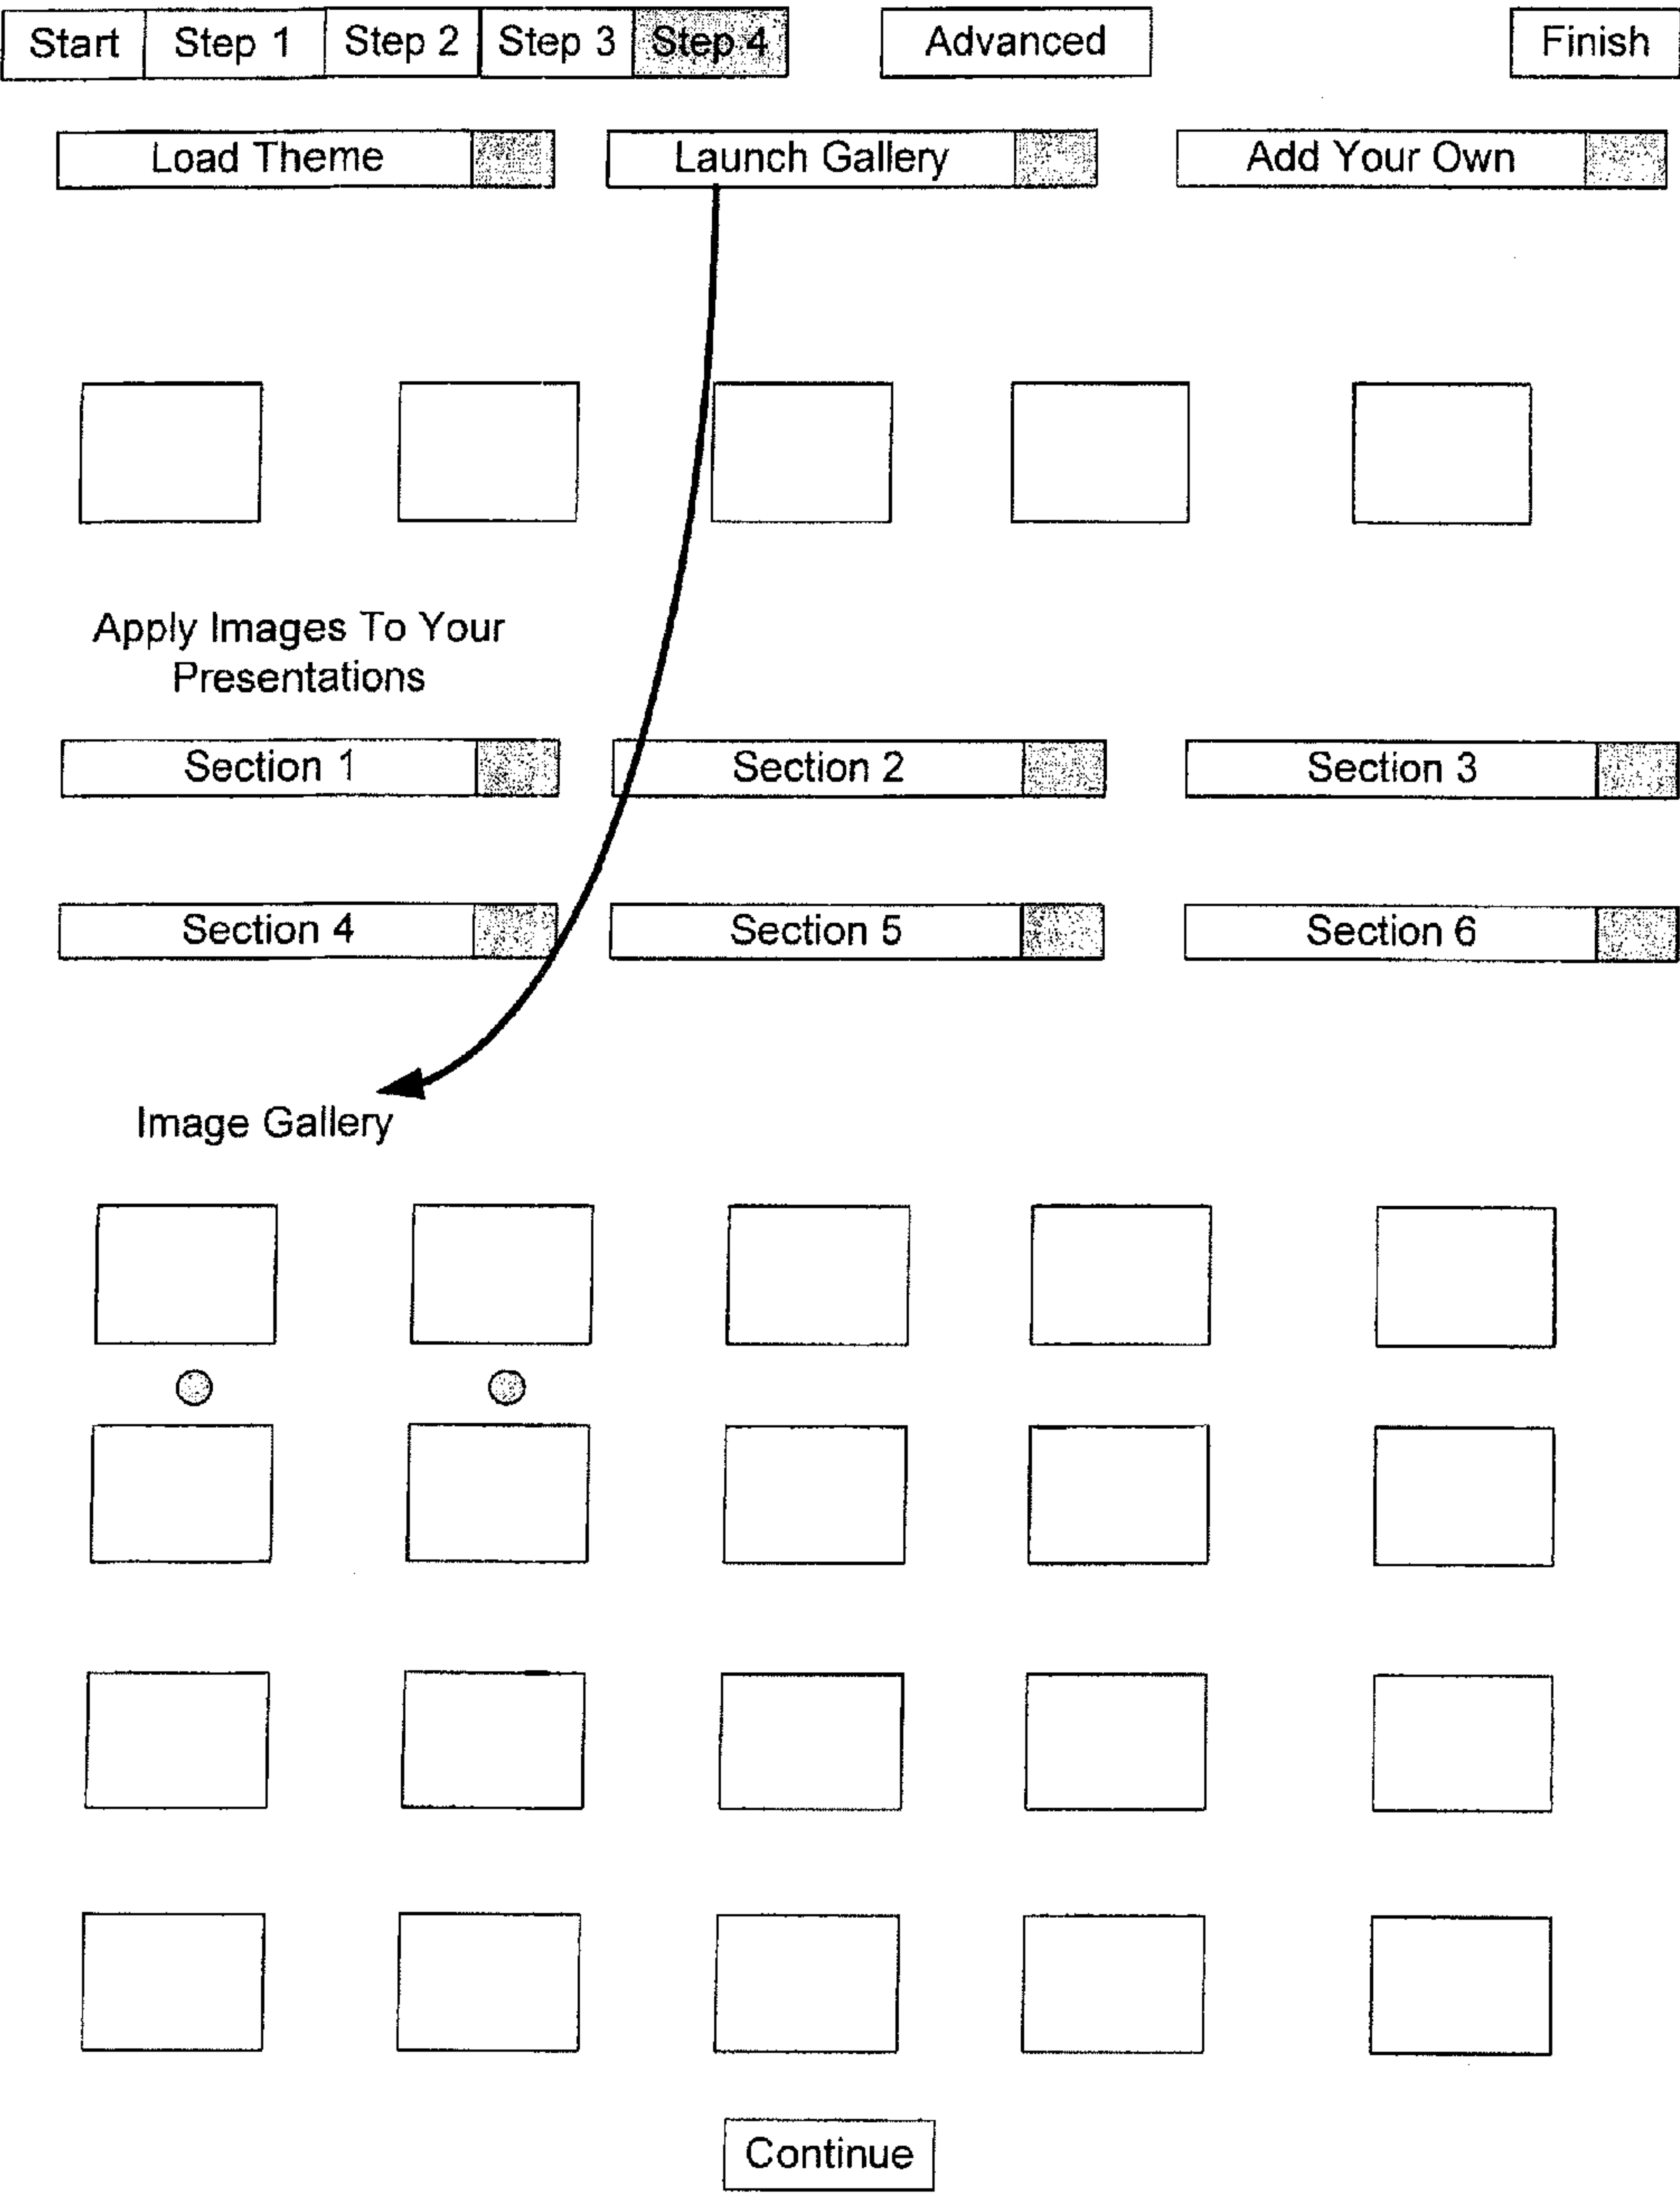 Start Step 1 Step 2 Step 3 Step 4 Advanced Finish
Load Theme Launch Gallery Add Your Own
Apply Images To Your
Presentations
Section 1 Section 2 Section 3
Section 4 Section 5 Section 6
Image Gallery
Continue